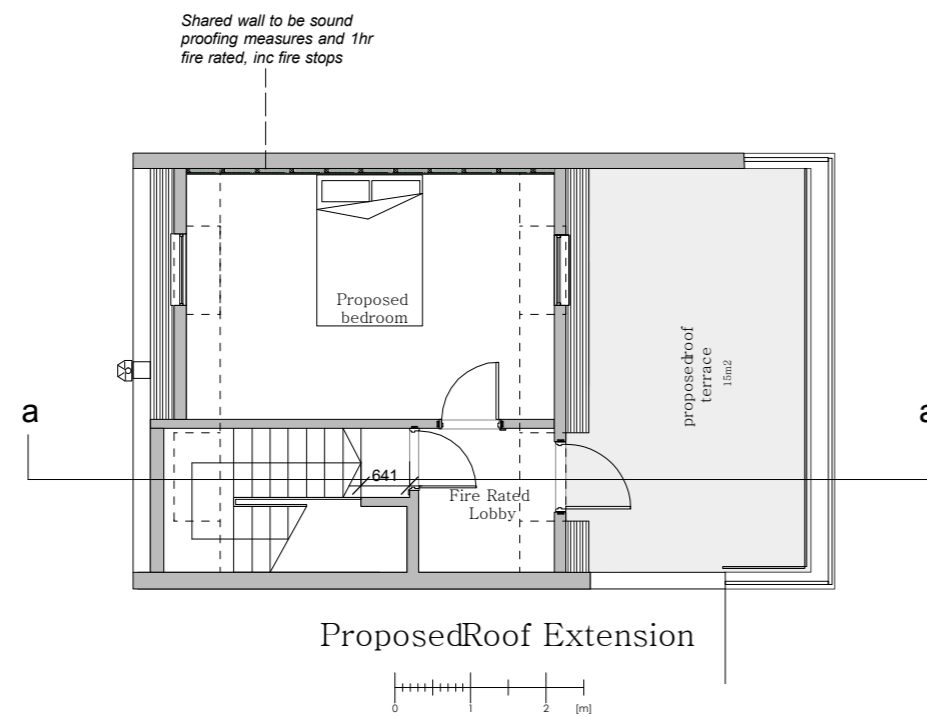 Shared wall to be sound
proofing measures and 1hr
fire rated, inc fire stops
Proposed
bedroom
proposedroof
terrace
15m2
a
a
641
Fire Rated
Lobby
ProposedRoof Extension
0 1 2 [m]